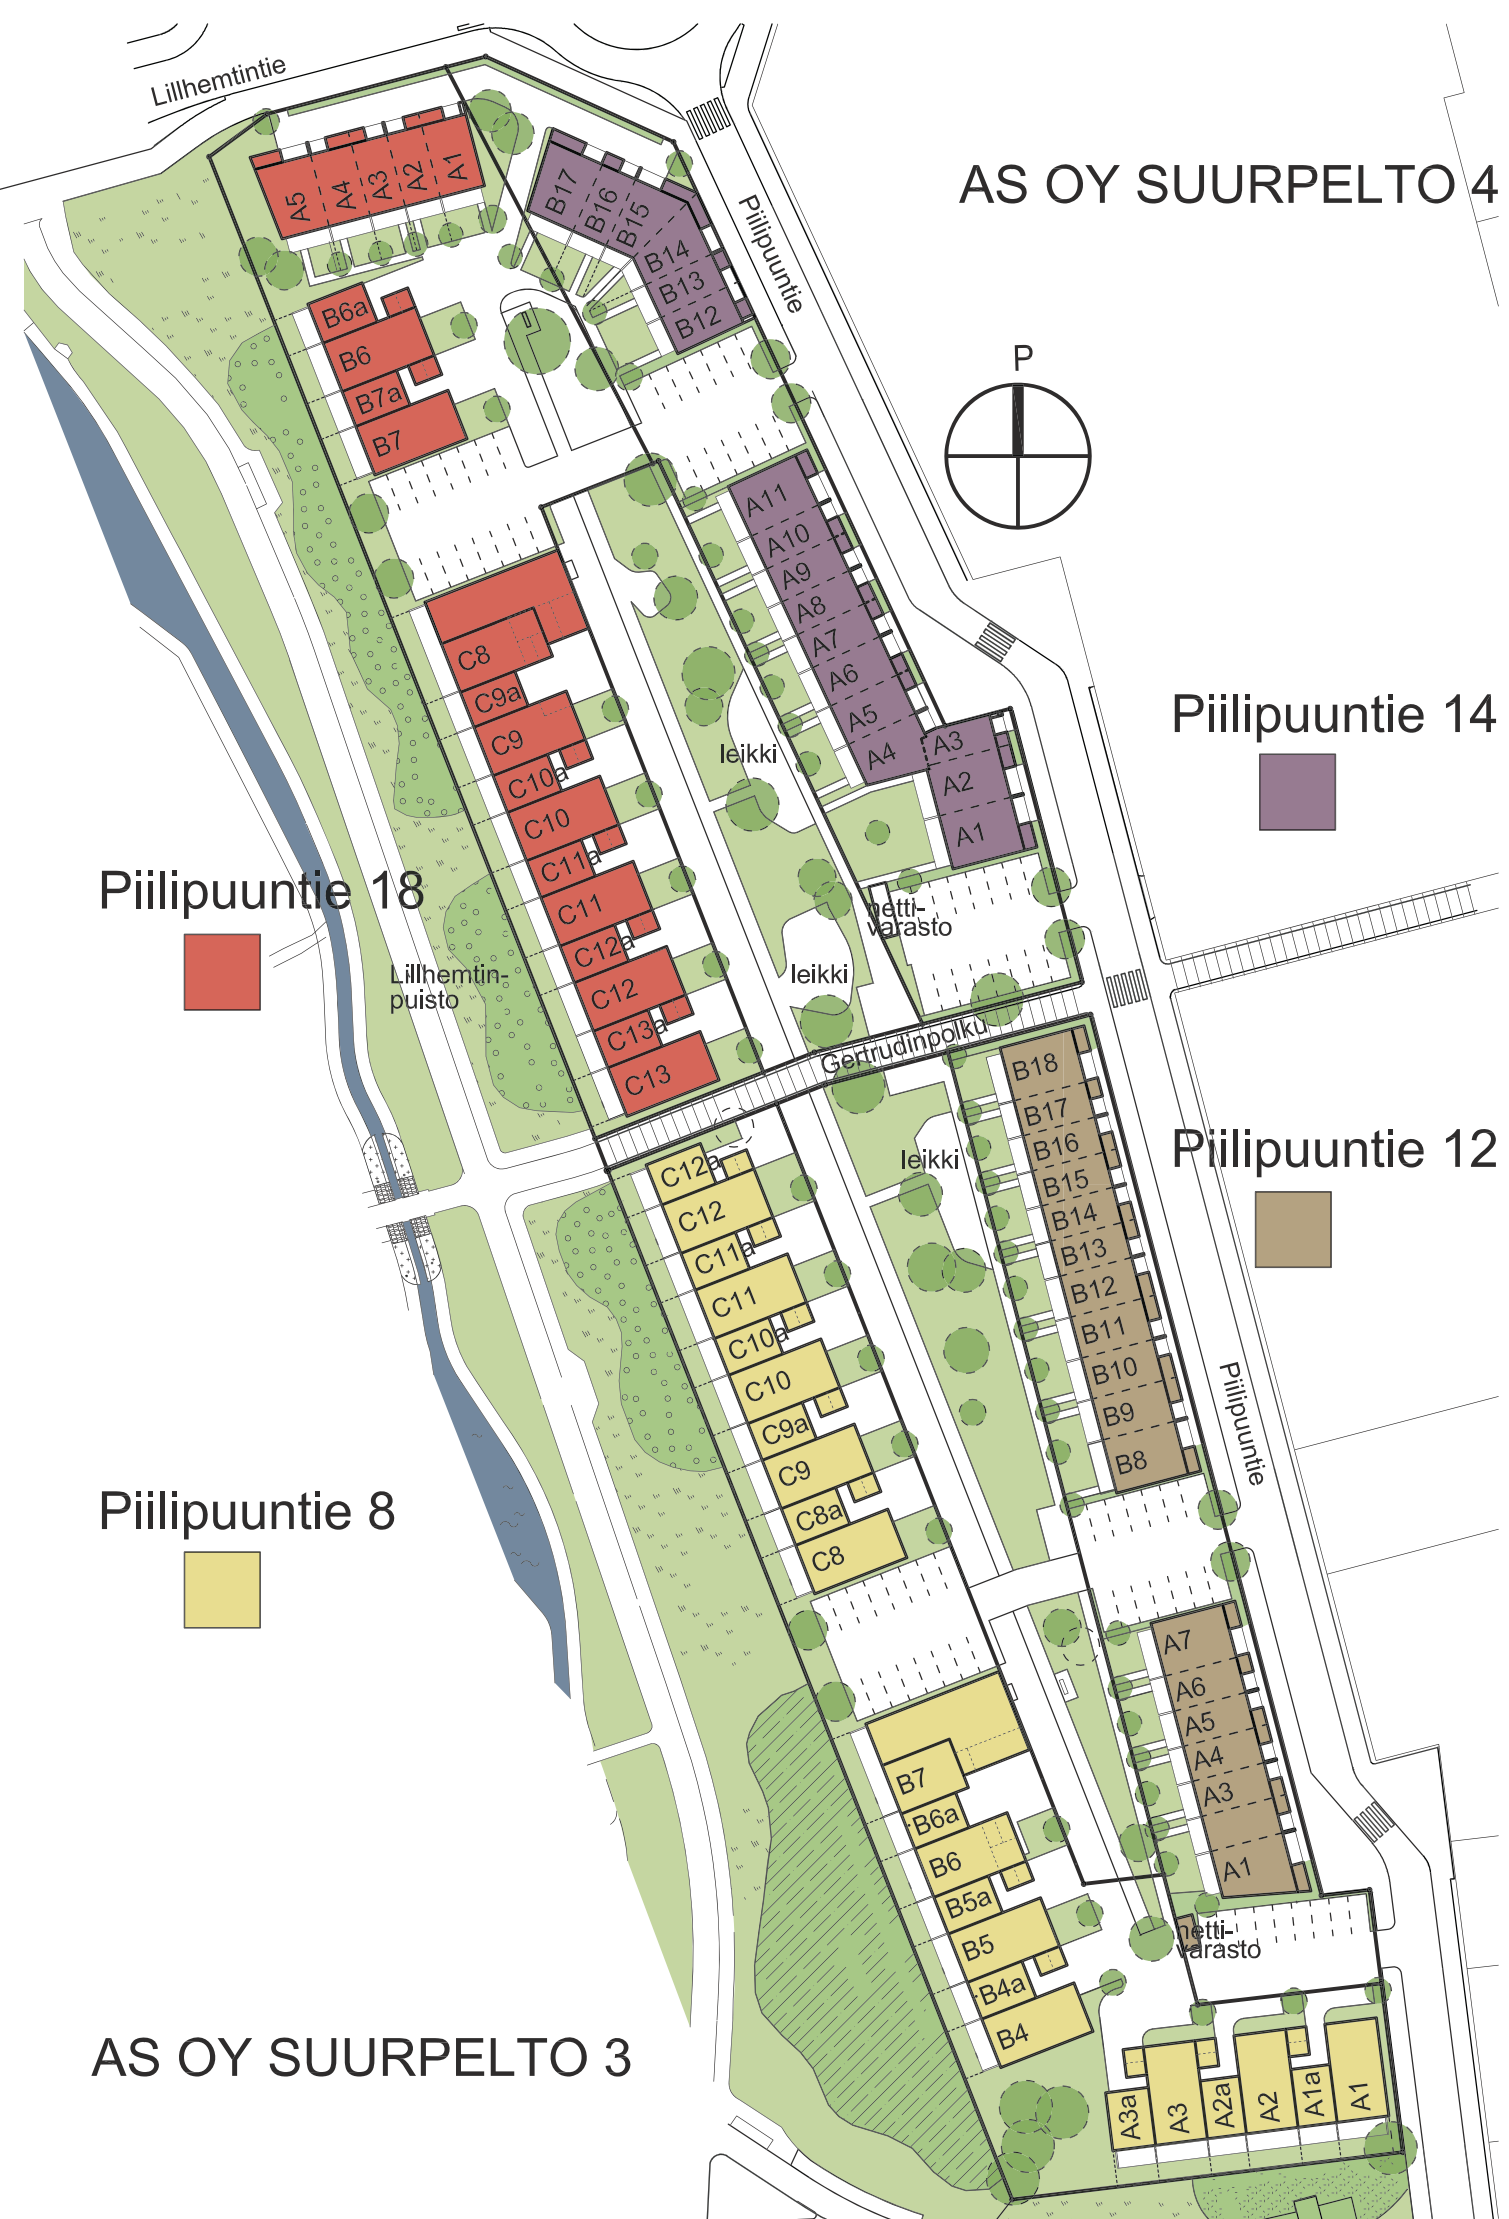 Lillhemtintie
AS OY SUURPELTO 4
Piilipuuntie
P
A5
A4
A3
A2
A1
B17
B16
B15
B14
B13
B12
B6a
B6
B7a
B7
A11
A10
A9
A8
A7
A6
A5
A4
A3
A2
A1
C8
C9a
C9
C10a
C10
C11a
C11
C12a
C12
C13a
C13
leikki
leikki
netti-
varasto
Piilipuuntie 14
Piilipuuntie 18
Lillhemtin-
puisto
Gertrudinpolku
leikki
B18
B17
B16
B15
B14
B13
B12
B11
B10
B9
B8
Piilipuuntie 12
Piilipuuntie
C12a
C12
C11a
C11
C10a
C10
C9a
C9
C8a
C8
Piilipuuntie 8
A7
A6
A5
A4
A3
A1
B7
B6a
B6
B5a
B5
B4a
B4
netti-
varasto
AS OY SUURPELTO 3
A3a
A3
A2a
A2
A1a
A1